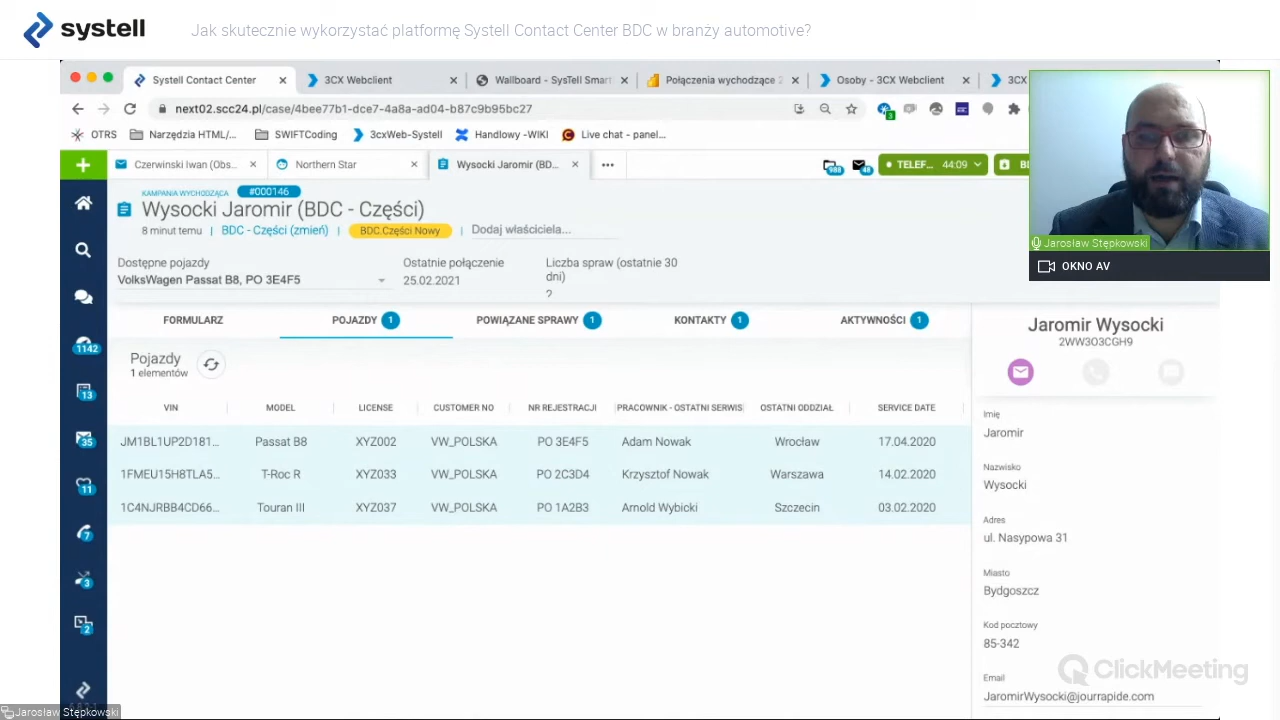 systell
Jak skutecznie wykorzystać platformę Systell Contact Center BDC w branży automotive?
Systell Contact Center
3CX Webclient
Wallboard - SysTell Smart
Połączenia wychodzące
Osoby - 3CX Webclient
3CX
next02.scc24.pl/case/4bee77b1-dce7-4a8a-ad04-b87c9b95bc27
3
OTRS
Narzędzia HTML/...
SWIFTCoding
3cxWeb-Systell
Handlowy -WIKI
Live chat - panel...
Czerwinski Iwan (Obs...
Northern Star
Wysocki Jaromir (BD...
988
48
TELEF... 44:09
KAMPANIA WYCHODZĄCA #000146
Wysocki Jaromir (BDC - Części)
8 minut temu | BDC - Części (zmień) | BDC.Części Nowy | Dodaj właściciela...
Dostępne pojazdy
VolksWagen Passat B8, PO 3E4F5
Ostatnie połączenie
25.02.2021
Liczba spraw (ostatnie 30
dni)
?
Jarosław Stępkowski
OKNO AV
FORMULARZ
POJAZDY 1
POWIĄZANE SPRAWY 1
KONTAKTY 1
AKTYWNOŚCI 1
1142
13
35
11
7
3
2
Pojazdy
1 elementów
VIN MODEL LICENSE CUSTOMER NO NR REJESTRACJI PRACOWNIK - OSTATNI SERWIS OSTATNI ODDZIAŁ SERVICE DATE
JM1BL1UP2D181... Passat B8 XYZ002 VW_POLSKA PO 3E4F5 Adam Nowak Wrocław 17.04.2020
1FMEU15H8TLA5... T-Roc R XYZ033 VW_POLSKA PO 2C3D4 Krzysztof Nowak Warszawa 14.02.2020
1C4NJRBB4CD66... Touran III XYZ037 VW_POLSKA PO 1A2B3 Arnold Wybicki Szczecin 03.02.2020
Jaromir Wysocki
2WW3O3CGH9
Imię
Jaromir
Nazwisko
Wysocki
Adres
ul. Nasypowa 31
Miasto
Bydgoszcz
Kod pocztowy
85-342
Email
JaromirWysocki@jourrapide.com
ClickMeeting
Jarosław Stępkowski